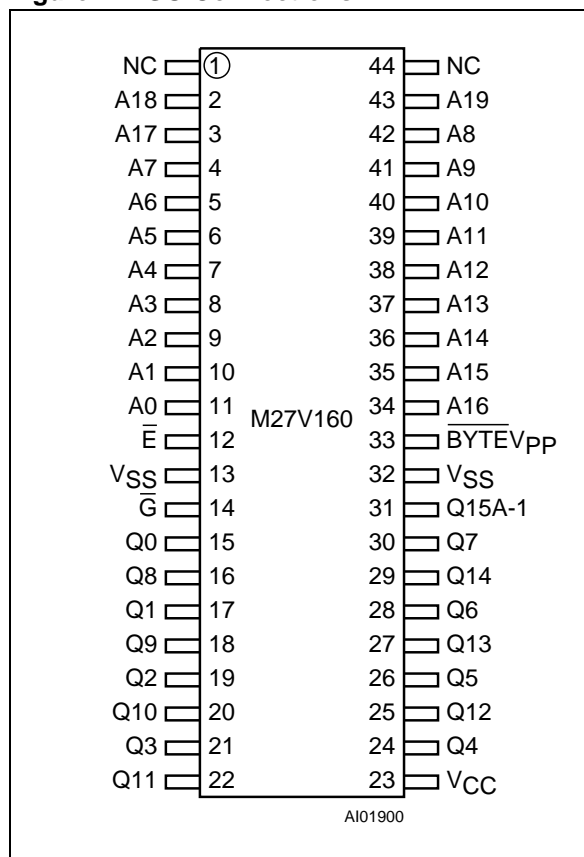 NC 1 44 NC
A18 2 43 A19
A17 3 42 A8
A7 4 41 A9
A6 5 40 A10
A5 6 39 A11
A4 7 38 A12
A3 8 37 A13
A2 9 36 A14
A1 10 35 A15
A0 11 34 A16
M27V160
E̅ 12 33 B̅Y̅T̅E̅VPP
VSS 13 32 VSS
G̅ 14 31 Q15A-1
Q0 15 30 Q7
Q8 16 29 Q14
Q1 17 28 Q6
Q9 18 27 Q13
Q2 19 26 Q5
Q10 20 25 Q12
Q3 21 24 Q4
Q11 22 23 VCC
AI01900